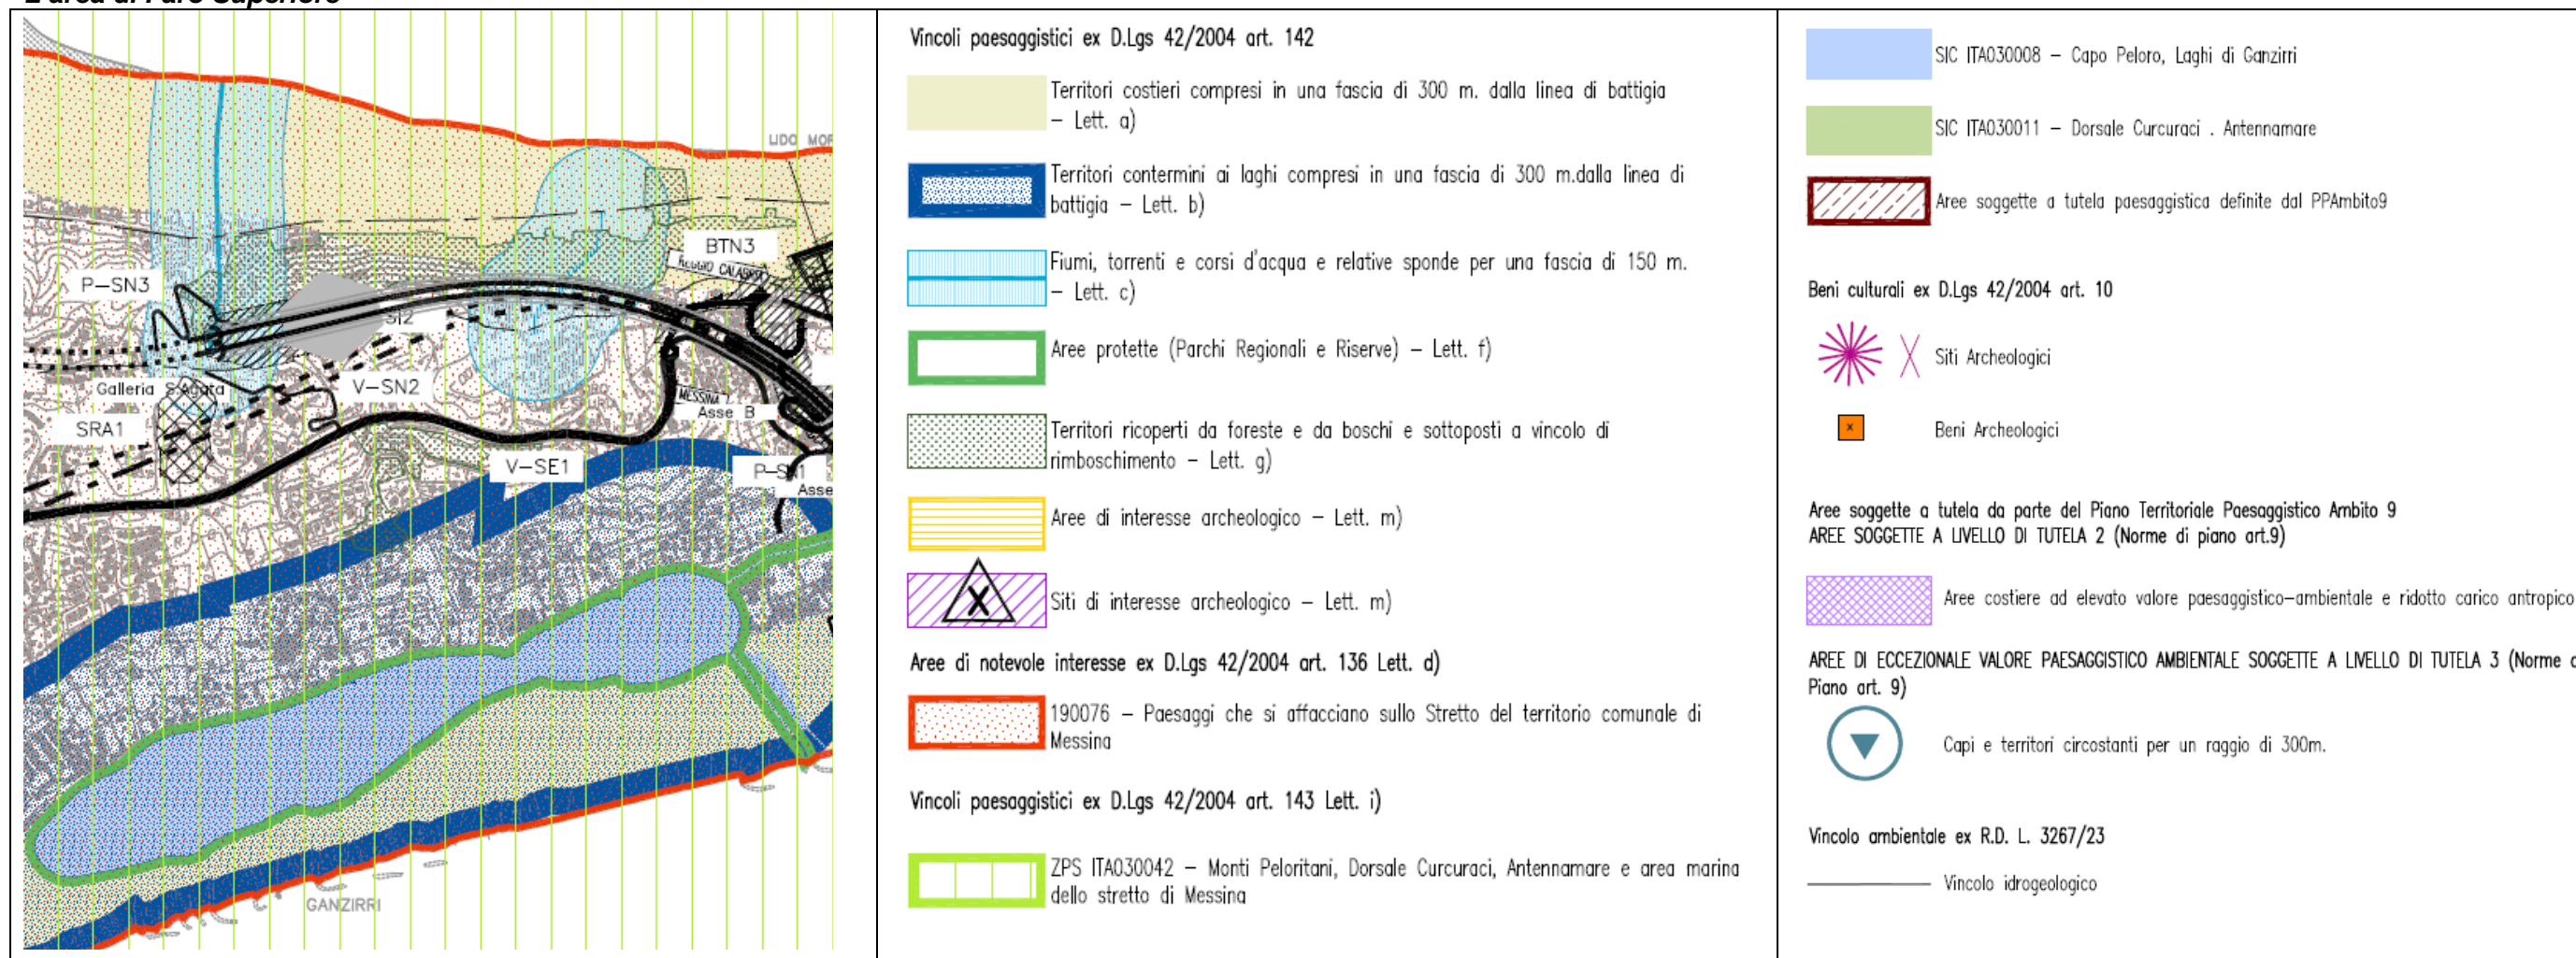 L'area di Faro Superiore
LIDO MOR
BTN3
REGGIO CALABRIA
P-SN3
SI2
Galleria S.Agata
V-SN2
MESSINA
Asse B
SRA1
V-SE1
P-SA1
Asse
GANZIRRI
Vincoli paesaggistici ex D.Lgs 42/2004 art. 142
Territori costieri compresi in una fascia di 300 m. dalla linea di battigia
– Lett. a)
Territori contermini ai laghi compresi in una fascia di 300 m.dalla linea di
battigia – Lett. b)
Fiumi, torrenti e corsi d'acqua e relative sponde per una fascia di 150 m.
– Lett. c)
Aree protette (Parchi Regionali e Riserve) – Lett. f)
Territori ricoperti da foreste e da boschi e sottoposti a vincolo di
rimboschimento – Lett. g)
Aree di interesse archeologico – Lett. m)
X
Siti di interesse archeologico – Lett. m)
Aree di notevole interesse ex D.Lgs 42/2004 art. 136 Lett. d)
190076 – Paesaggi che si affacciano sullo Stretto del territorio comunale di
Messina
Vincoli paesaggistici ex D.Lgs 42/2004 art. 143 Lett. i)
ZPS ITA030042 – Monti Peloritani, Dorsale Curcuraci, Antennamare e area marina
dello stretto di Messina
SIC ITA030008 – Capo Peloro, Laghi di Ganzirri
SIC ITA030011 – Dorsale Curcuraci . Antennamare
Aree soggette a tutela paesaggistica definite dal PPAmbito9
Beni culturali ex D.Lgs 42/2004 art. 10
Siti Archeologici
x
Beni Archeologici
Aree soggette a tutela da parte del Piano Territoriale Paesaggistico Ambito 9
AREE SOGGETTE A LIVELLO DI TUTELA 2 (Norme di piano art.9)
Aree costiere ad elevato valore paesaggistico–ambientale e ridotto carico antropico
AREE DI ECCEZIONALE VALORE PAESAGGISTICO AMBIENTALE SOGGETTE A LIVELLO DI TUTELA 3 (Norme d
Piano art. 9)
Capi e territori circostanti per un raggio di 300m.
Vincolo ambientale ex R.D. L. 3267/23
Vincolo idrogeologico